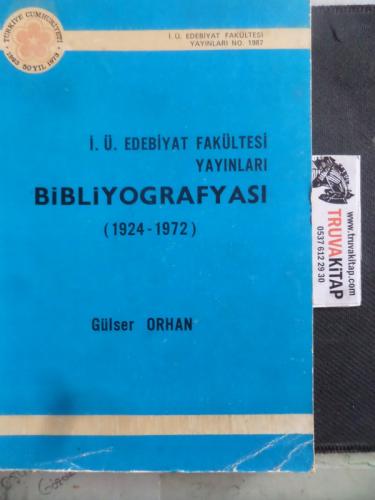 TÜRKİYE CUMHURİYETİ
1923 50.YIL 1973
İ. Ü. EDEBİYAT FAKÜLTESİ
YAYINLARI NO. 1987
İ. Ü. EDEBİYAT FAKÜLTESİ
YAYINLARI
BİBLİYOGRAFYASI
(1924-1972)
Gülser ORHAN
www.truvakitap.com
TRUVAKİTAP
0537 612 29 30